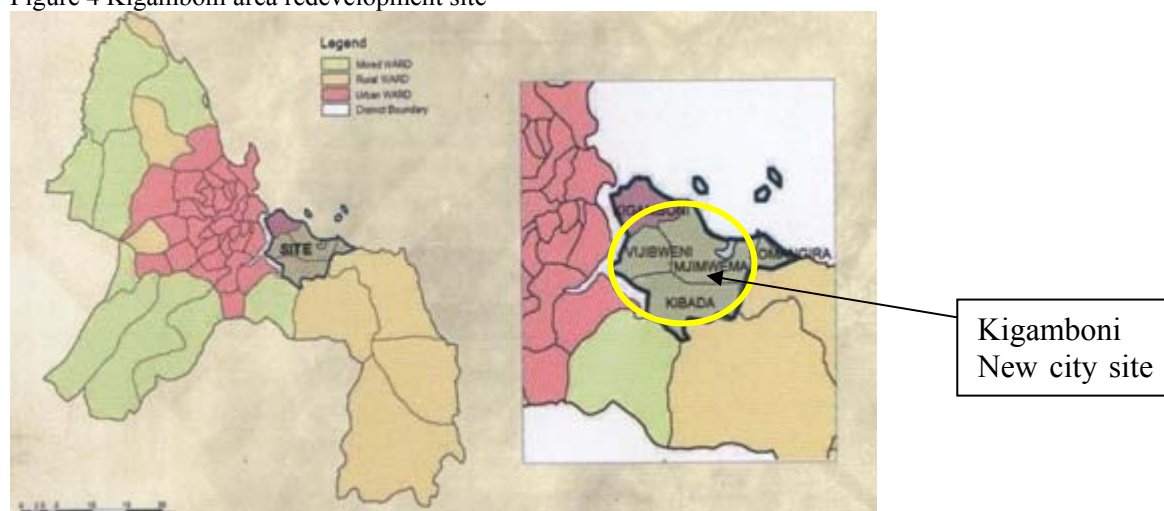 Figure 4 Kigamboni area redevelopment site
Legend
Mixed WARD
Rural WARD
Urban WARD
District Boundary
SITE
KIGAMBONI
VIJIBWENI
MJIMWEMA
KIBADA
Kigamboni
New city site